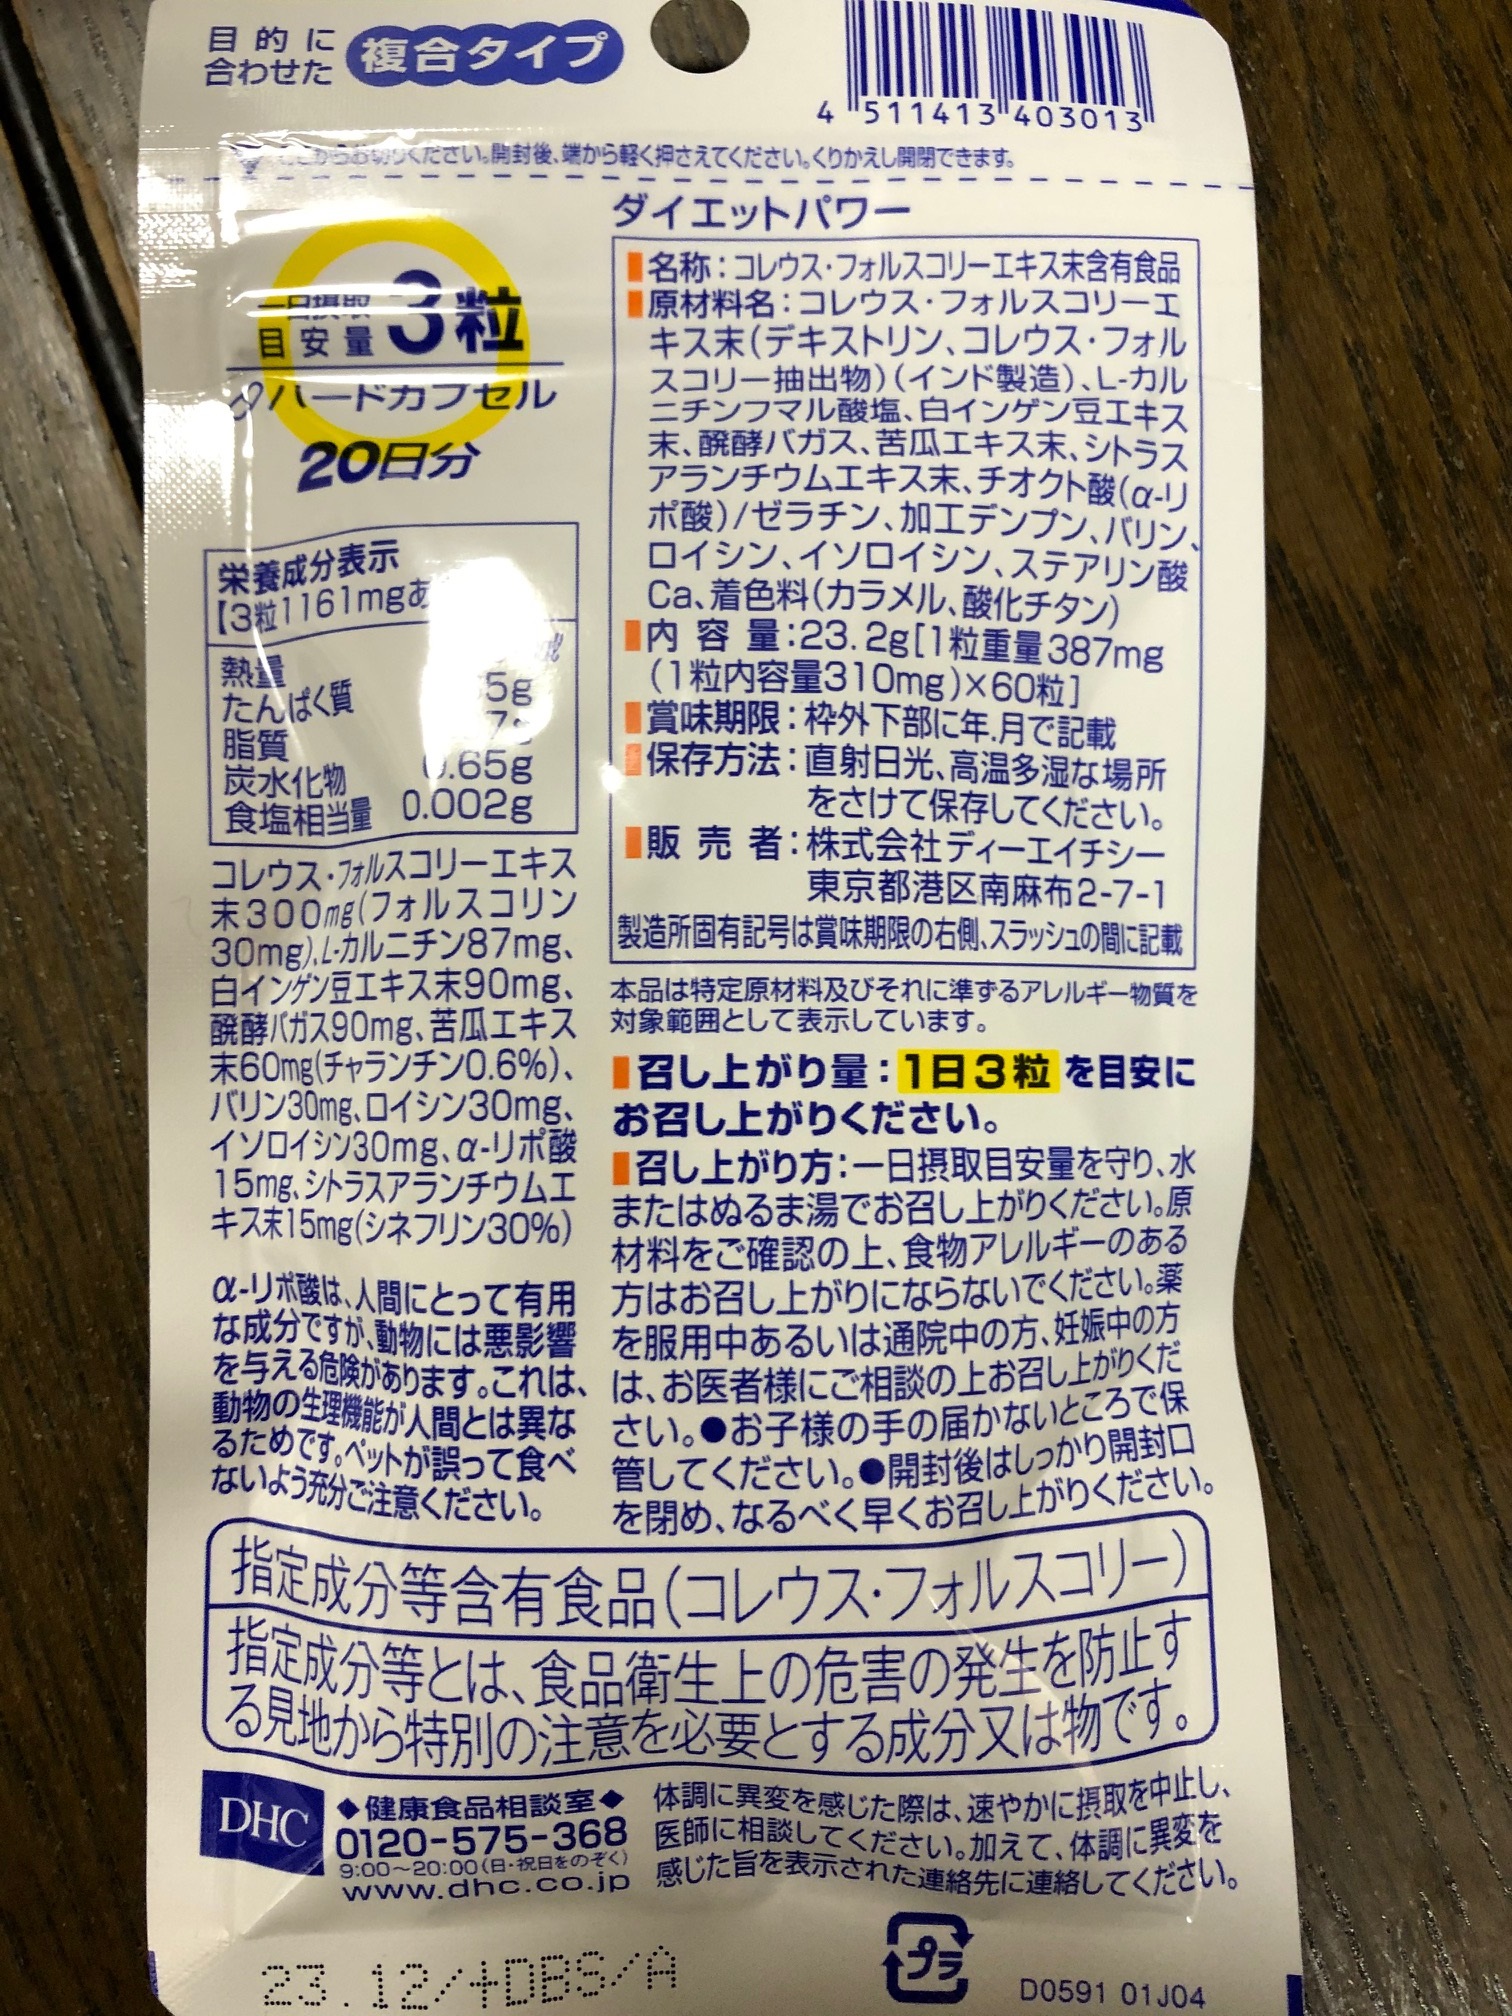 目的に
合わせた
複合タイプ
4 511413 403013
からお切りください。開封後、端から軽く押さえてください。くりかえし開閉できます。
一日摂取
目安量
3粒
ハードカプセル
20日分
栄養成分表示
【3粒1161mgあ
熱量
たんぱく質 5g
脂質
炭水化物 .65g
食塩相当量 0.002g
コレウス・フォルスコリーエキス
末300mg(フォルスコリン
30mg)、L-カルニチン87mg、
白インゲン豆エキス末90mg、
醗酵バガス90mg、苦瓜エキス
末60mg(チャランチン0.6%)、
バリン30mg、ロイシン30mg、
イソロイシン30mg、α-リポ酸
15mg、シトラスアランチウムエ
キス末15mg(シネフリン30%)
α-リポ酸は、人間にとって有用
な成分ですが、動物には悪影響
を与える危険があります。これは、
動物の生理機能が人間とは異な
るためです。ペットが誤って食べ
ないよう充分ご注意ください。
ダイエットパワー
名称：コレウス・フォルスコリーエキス末含有食品
原材料名：コレウス・フォルスコリーエ
キス末(デキストリン、コレウス・フォル
スコリー抽出物)(インド製造)、L-カル
ニチンフマル酸塩、白インゲン豆エキス
末、醗酵バガス、苦瓜エキス末、シトラス
アランチウムエキス末、チオクト酸(α-リ
ポ酸)/ゼラチン、加工デンプン、バリン、
ロイシン、イソロイシン、ステアリン酸
Ca、着色料(カラメル、酸化チタン)
内容量：23.2g[1粒重量387mg
(1粒内容量310mg)×60粒]
賞味期限：枠外下部に年.月で記載
保存方法：直射日光、高温多湿な場所
をさけて保存してください。
販売者：株式会社ディーエイチシー
東京都港区南麻布2-7-1
製造所固有記号は賞味期限の右側、スラッシュの間に記載
本品は特定原材料及びそれに準ずるアレルギー物質を
対象範囲として表示しています。
召し上がり量：1日3粒を目安に
お召し上がりください。
召し上がり方：一日摂取目安量を守り、水
またはぬるま湯でお召し上がりください。原
材料をご確認の上、食物アレルギーのある
方はお召し上がりにならないでください。薬
を服用中あるいは通院中の方、妊娠中の方
は、お医者様にご相談の上お召し上がりくだ
さい。●お子様の手の届かないところで保
管してください。●開封後はしっかり開封口
を閉め、なるべく早くお召し上がりください。
指定成分等含有食品(コレウス・フォルスコリー)
指定成分等とは、食品衛生上の危害の発生を防止す
る見地から特別の注意を必要とする成分又は物です。
DHC
◆健康食品相談室◆
0120-575-368
9:00～20:00(日・祝日をのぞく)
www.dhc.co.jp
体調に異変を感じた際は、速やかに摂取を中止し、
医師に相談してください。加えて、体調に異変を
感じた旨を表示された連絡先に連絡してください。
プラ
23.12/+DBS/A
D0591 01J04